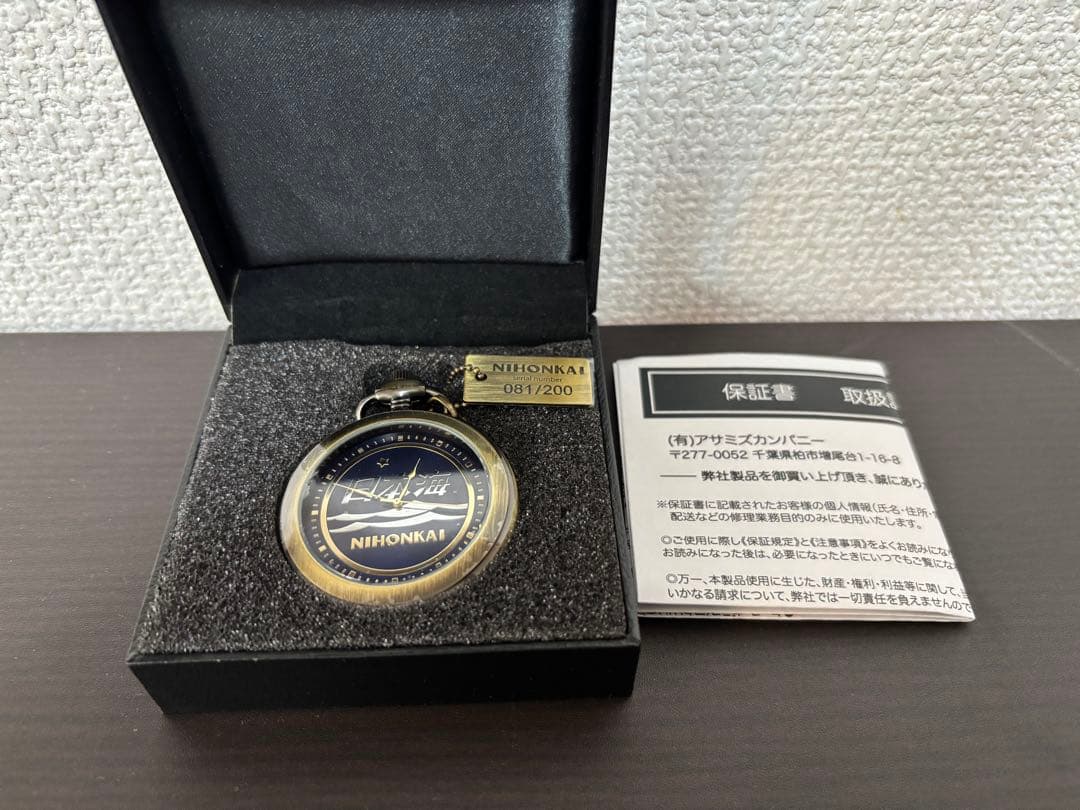 NIHONKAI
serial number
081/200
日本海
NIHONKAI
保証書 取扱
(有)アサミズカンパニー
〒277-0052 千葉県柏市増尾台1-16-8
弊社製品を御買い上げ頂き、誠にあり
※保証書に記載されたお客様の個人情報(氏名・住所・
配送などの修理業務目的のみに使用いたします。
◎ご使用に際し《保証規定》と《注意事項》をよくお読みにな
お読みになった後は、必要になったときにいつでもご覧にな
◎万一、本製品使用に生じた、財産・権利・利益等に関して、
いかなる請求について、弊社では一切責任を負えませんので